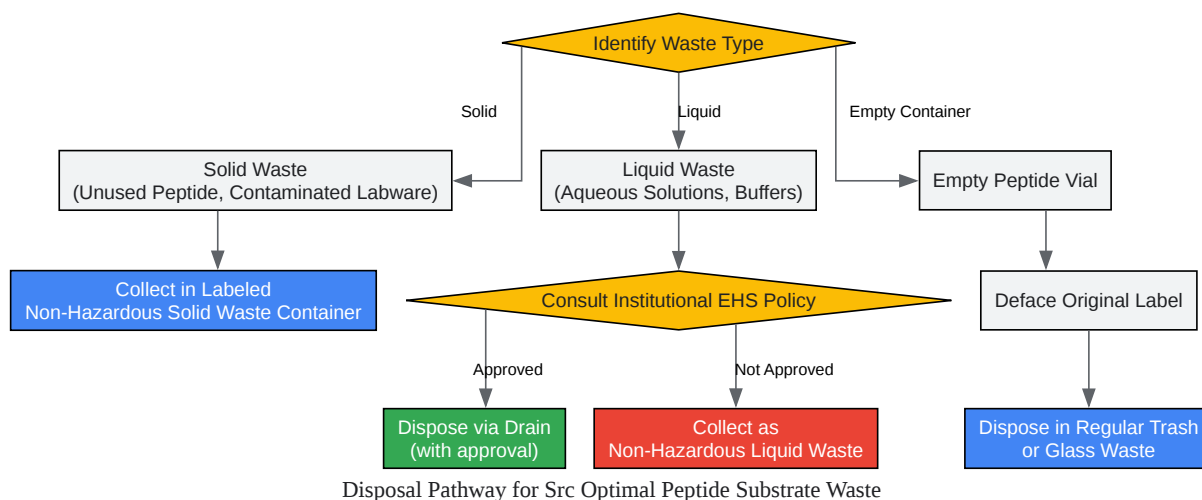 Identify Waste Type
Solid
Liquid
Empty Container
Solid Waste
(Unused Peptide, Contaminated Labware)
Liquid Waste
(Aqueous Solutions, Buffers)
Empty Peptide Vial
Collect in Labeled
Non-Hazardous Solid Waste Container
Consult Institutional EHS Policy
Deface Original Label
Approved
Not Approved
Dispose via Drain
(with approval)
Collect as
Non-Hazardous Liquid Waste
Dispose in Regular Trash
or Glass Waste
Disposal Pathway for Src Optimal Peptide Substrate Waste